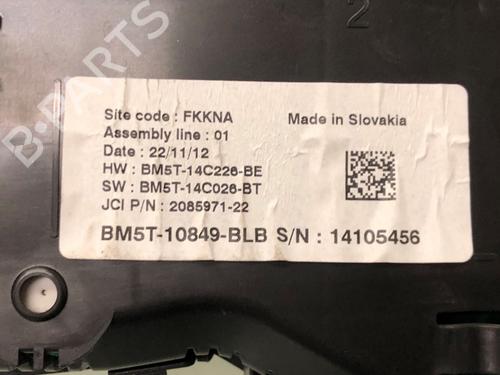 2
Site code : FKKNA
Made in Slovakia
Assembly line : 01
Date : 22/11/12
HW : BM5T-14C226-BE
SW : BM5T-14C026-BT
JCI P/N : 2085971-22
BM5T-10849-BLB S/N : 14105456
B-PARTS